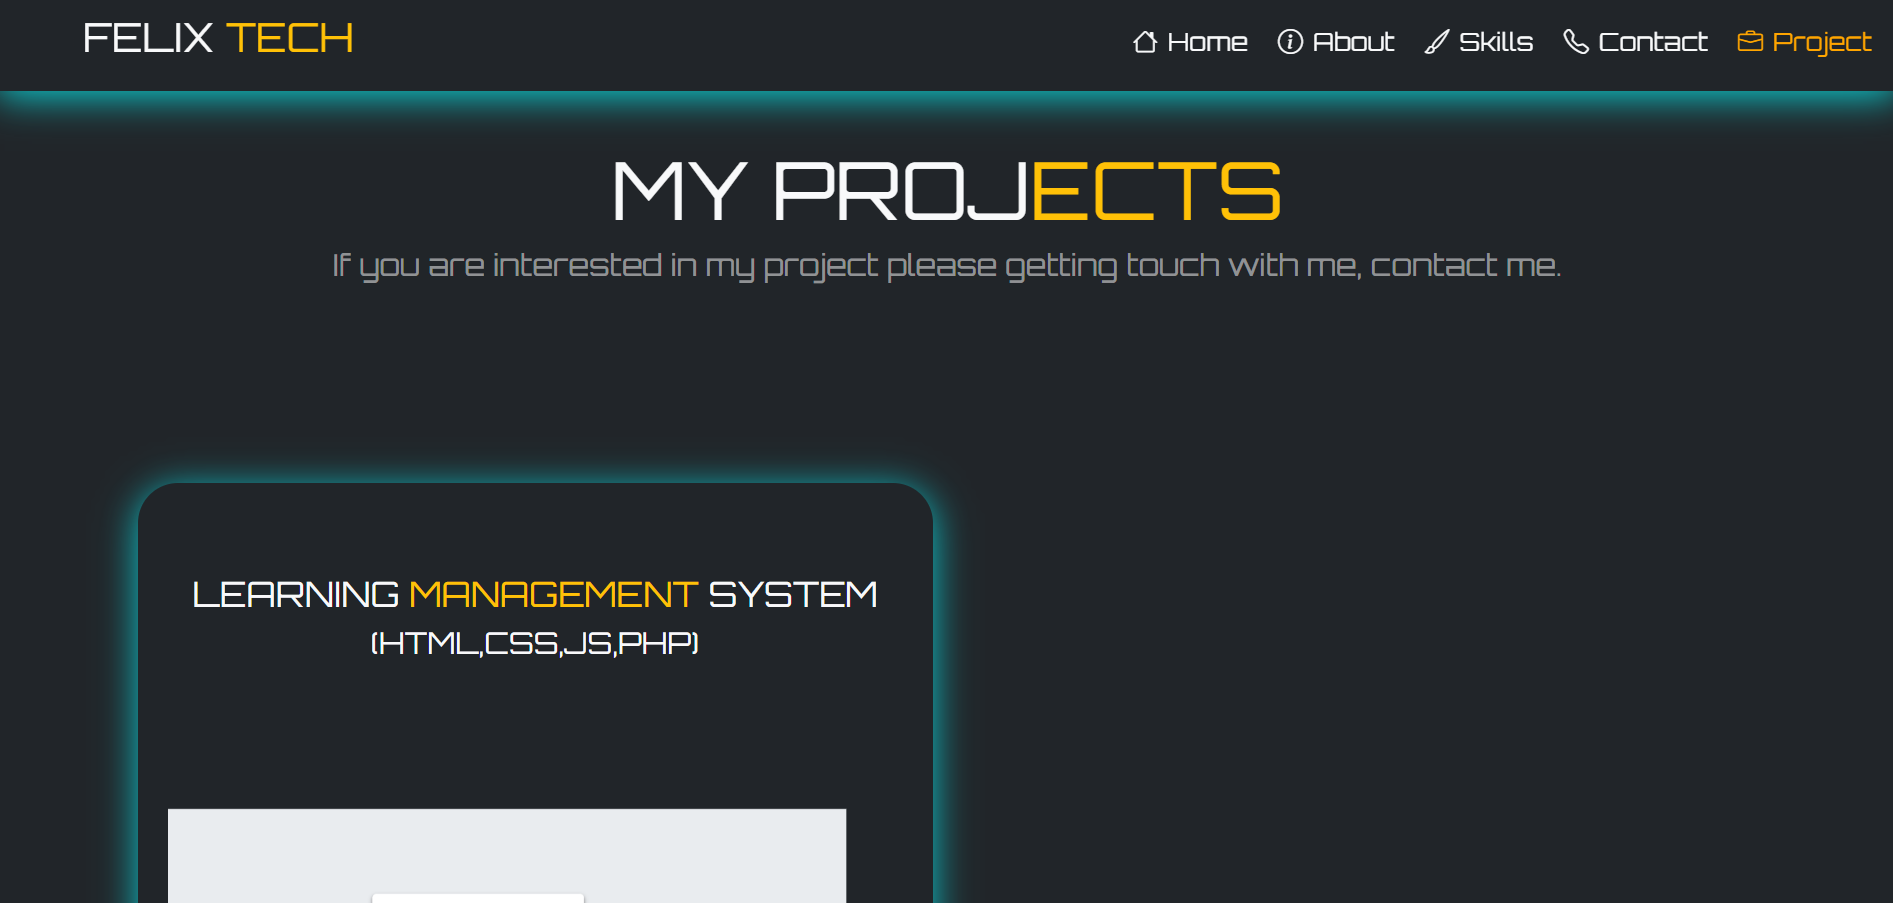 FELIX TECH
Home About Skills Contact Project
MY PROJECTS
If you are interested in my project please getting touch with me, contact me.
LEARNING MANAGEMENT SYSTEM
(HTML,CSS,JS,PHP)